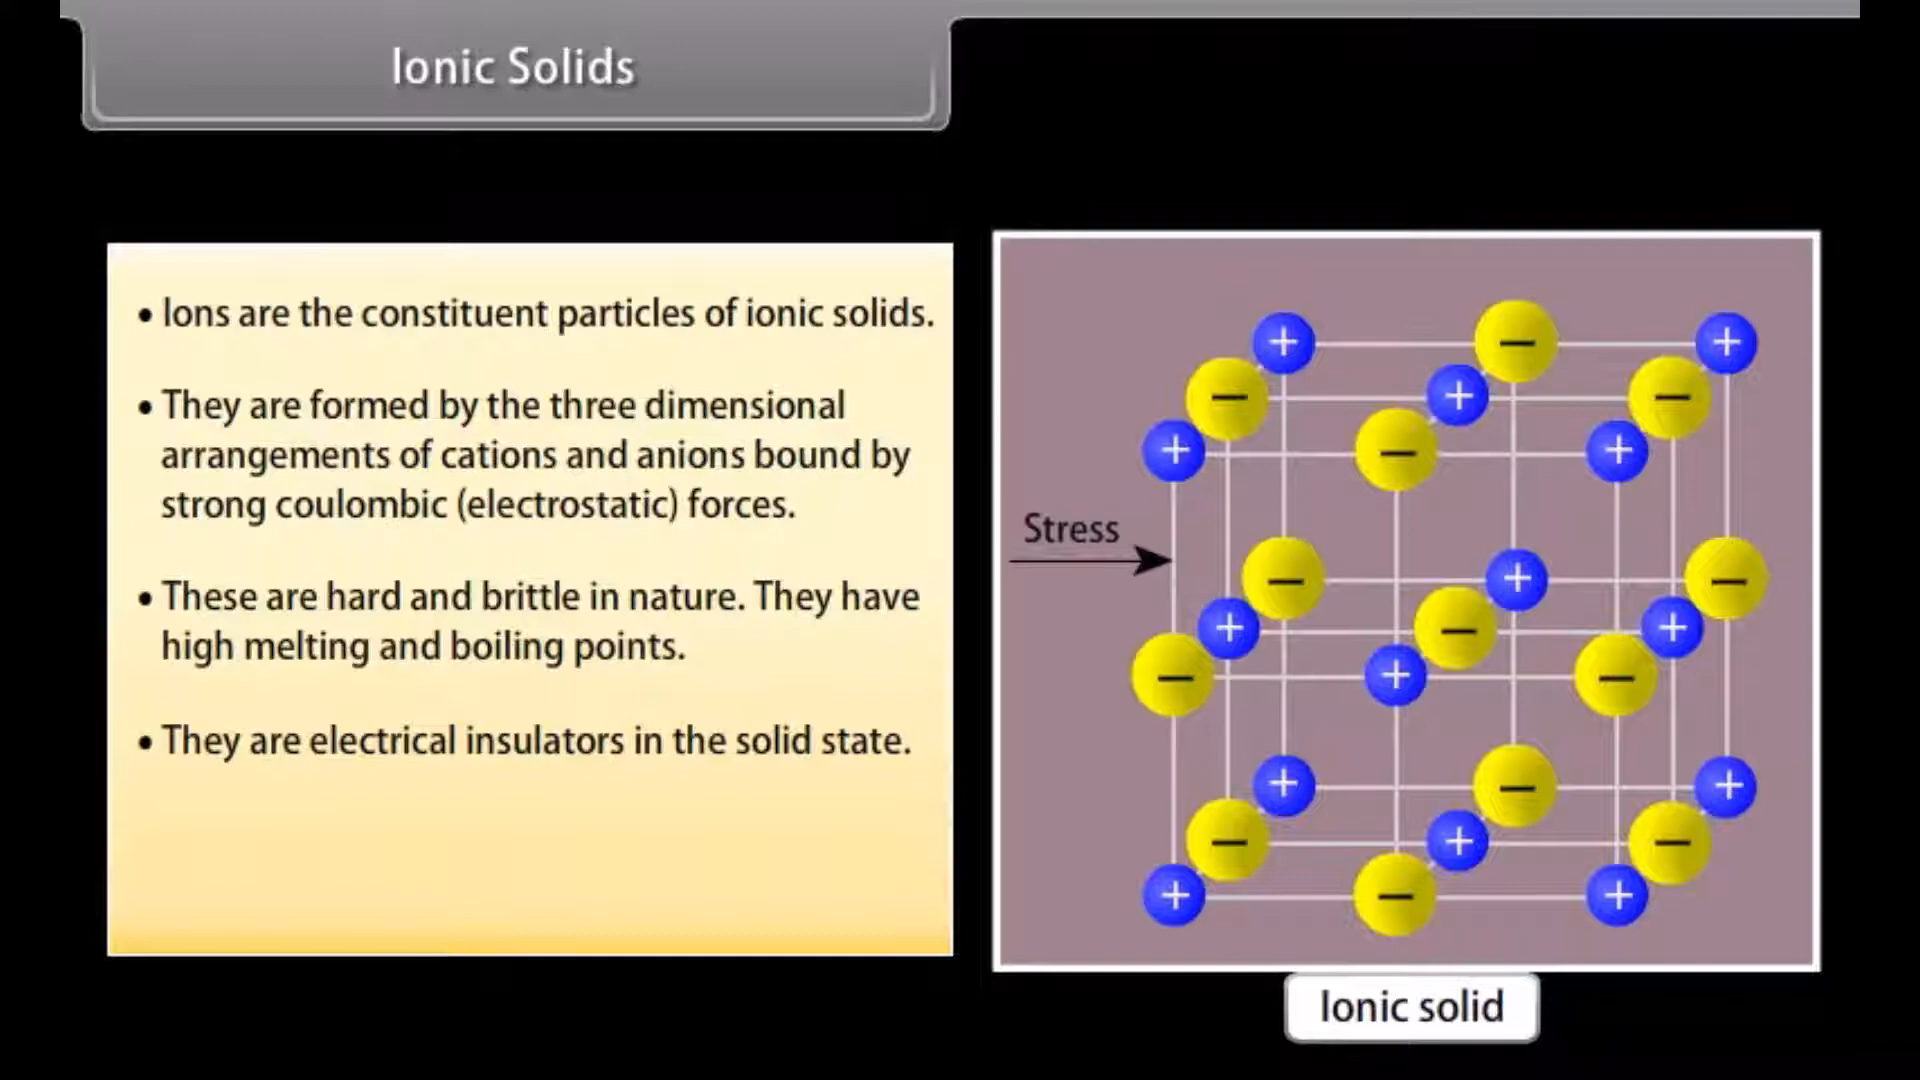 Ionic Solids
• Ions are the constituent particles of ionic solids.
• They are formed by the three dimensional
arrangements of cations and anions bound by
strong coulombic (electrostatic) forces.
• These are hard and brittle in nature. They have
high melting and boiling points.
• They are electrical insulators in the solid state.
+ − +
− + −
+ − +
Stress
− + −
+ − +
− + −
+ − +
− + −
+ − +
Ionic solid